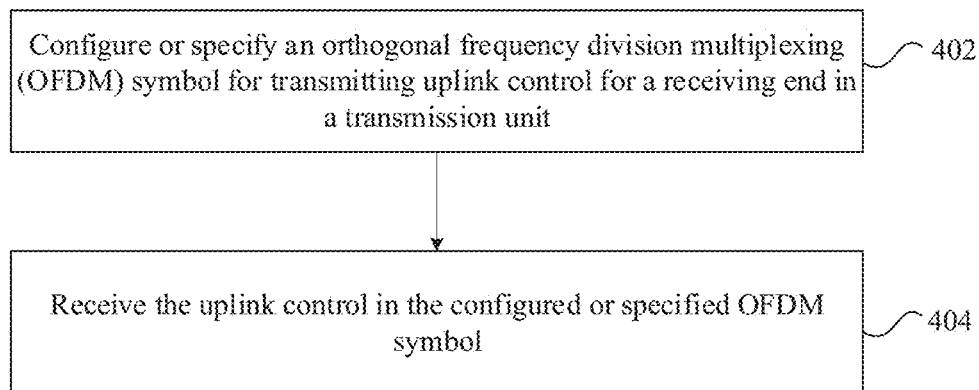 Configure or specify an orthogonal frequency division multiplexing
(OFDM) symbol for transmitting uplink control for a receiving end in
a transmission unit
402
Receive the uplink control in the configured or specified OFDM
symbol
404